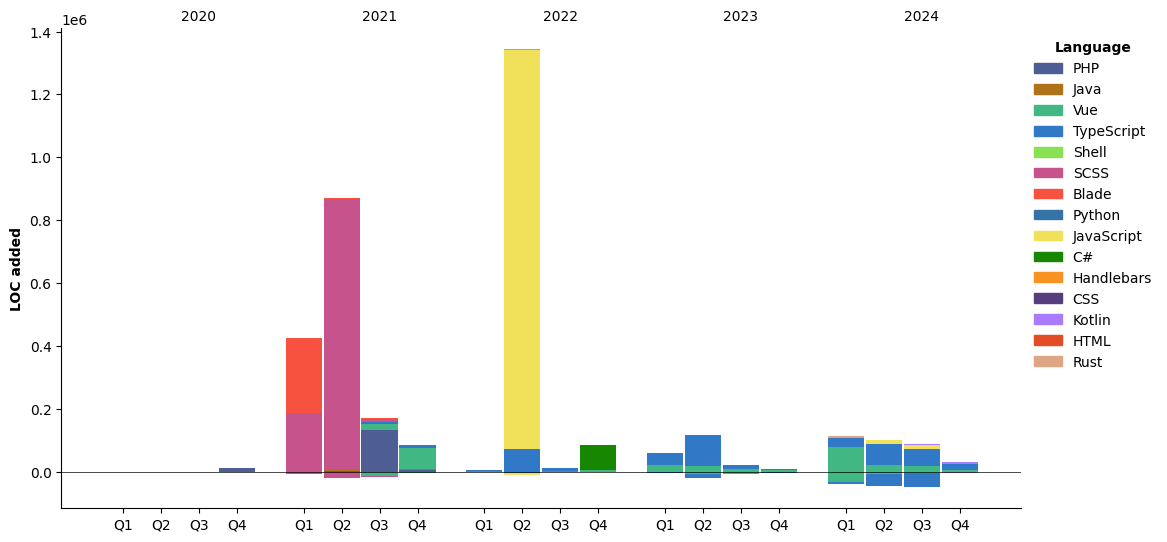 2020 2021 2022 2023 2024
1e6
1.4
1.2
1.0
0.8
0.6
0.4
0.2
0.0
LOC added
Q1 Q2 Q3 Q4 Q1 Q2 Q3 Q4 Q1 Q2 Q3 Q4 Q1 Q2 Q3 Q4 Q1 Q2 Q3 Q4
Language
PHP
Java
Vue
TypeScript
Shell
SCSS
Blade
Python
JavaScript
C#
Handlebars
CSS
Kotlin
HTML
Rust